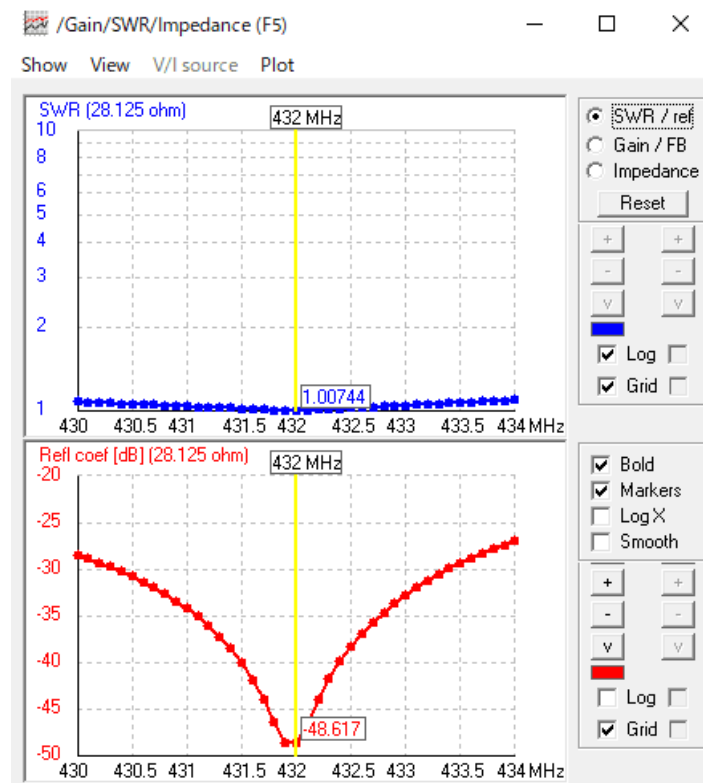 /Gain/SWR/Impedance (F5)
Show View V/I source Plot
SWR (28.125 ohm)
432 MHz
10
8
6
5
4
3
2
1
1.00744
430 430.5 431 431.5 432 432.5 433 433.5 434 MHz
Refl coef [dB] (28.125 ohm)
432 MHz
-20
-25
-30
-35
-40
-45
-50
-48.617
430 430.5 431 431.5 432 432.5 433 433.5 434 MHz
SWR / ref
Gain / FB
Impedance
Reset
+ +
- -
v v
Log
Grid
Bold
Markers
Log X
Smooth
+ +
- -
v v
Log
Grid